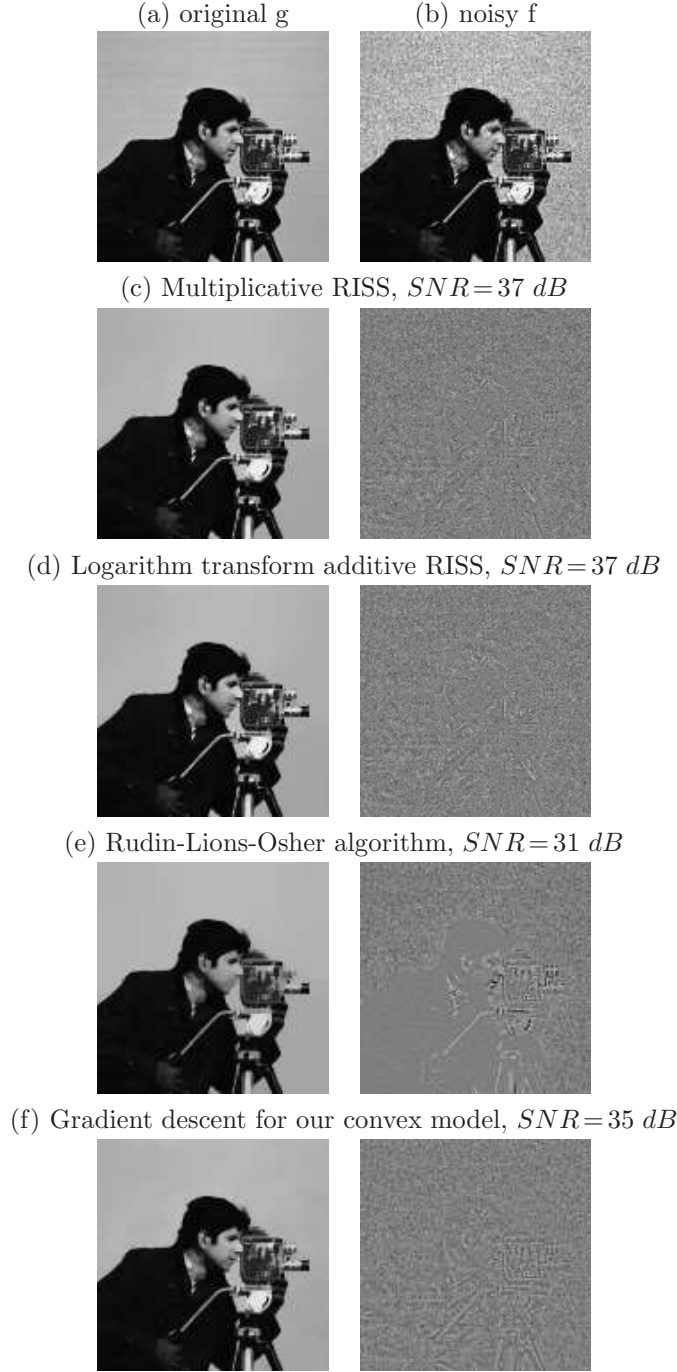 (a) original g
(b) noisy f
(c) Multiplicative RISS, SNR=37 dB
(d) Logarithm transform additive RISS, SNR=37 dB
(e) Rudin-Lions-Osher algorithm, SNR=31 dB
(f) Gradient descent for our convex model, SNR=35 dB